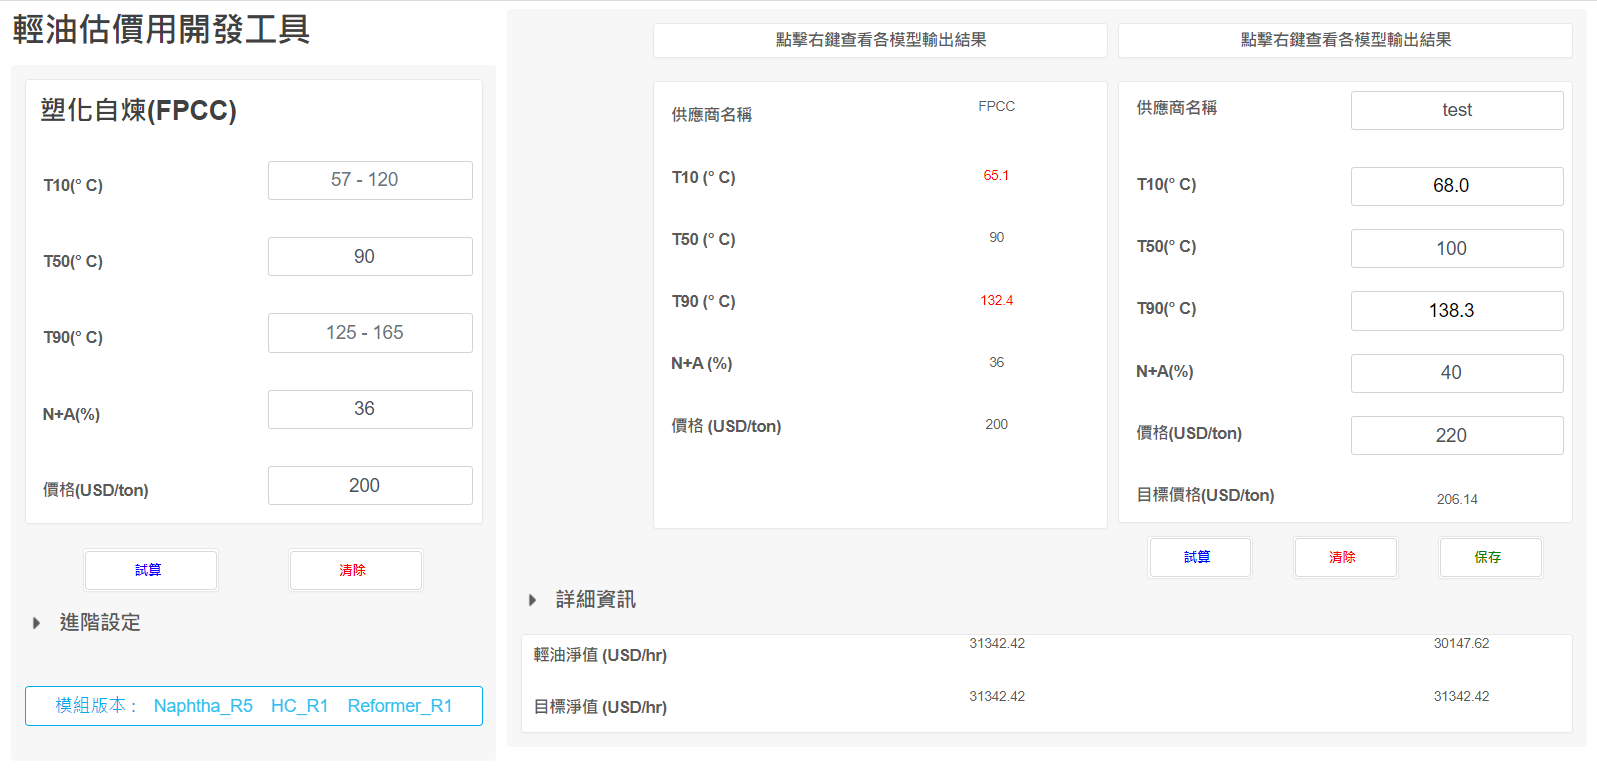 輕油估價用開發工具
塑化自煉(FPCC)
T10(° C)
57 - 120
T50(° C)
90
T90(° C)
125 - 165
N+A(%)
36
價格(USD/ton)
200
試算
清除
進階設定
模組版本： Naphtha_R5 HC_R1 Reformer_R1
點擊右鍵查看各模型輸出結果
供應商名稱
FPCC
T10 (° C)
65.1
T50 (° C)
90
T90 (° C)
132.4
N+A (%)
36
價格 (USD/ton)
200
點擊右鍵查看各模型輸出結果
供應商名稱
test
T10(° C)
68.0
T50(° C)
100
T90(° C)
138.3
N+A(%)
40
價格(USD/ton)
220
目標價格(USD/ton)
206.14
試算
清除
保存
詳細資訊
輕油淨值 (USD/hr)
31342.42
30147.62
目標淨值 (USD/hr)
31342.42
31342.42